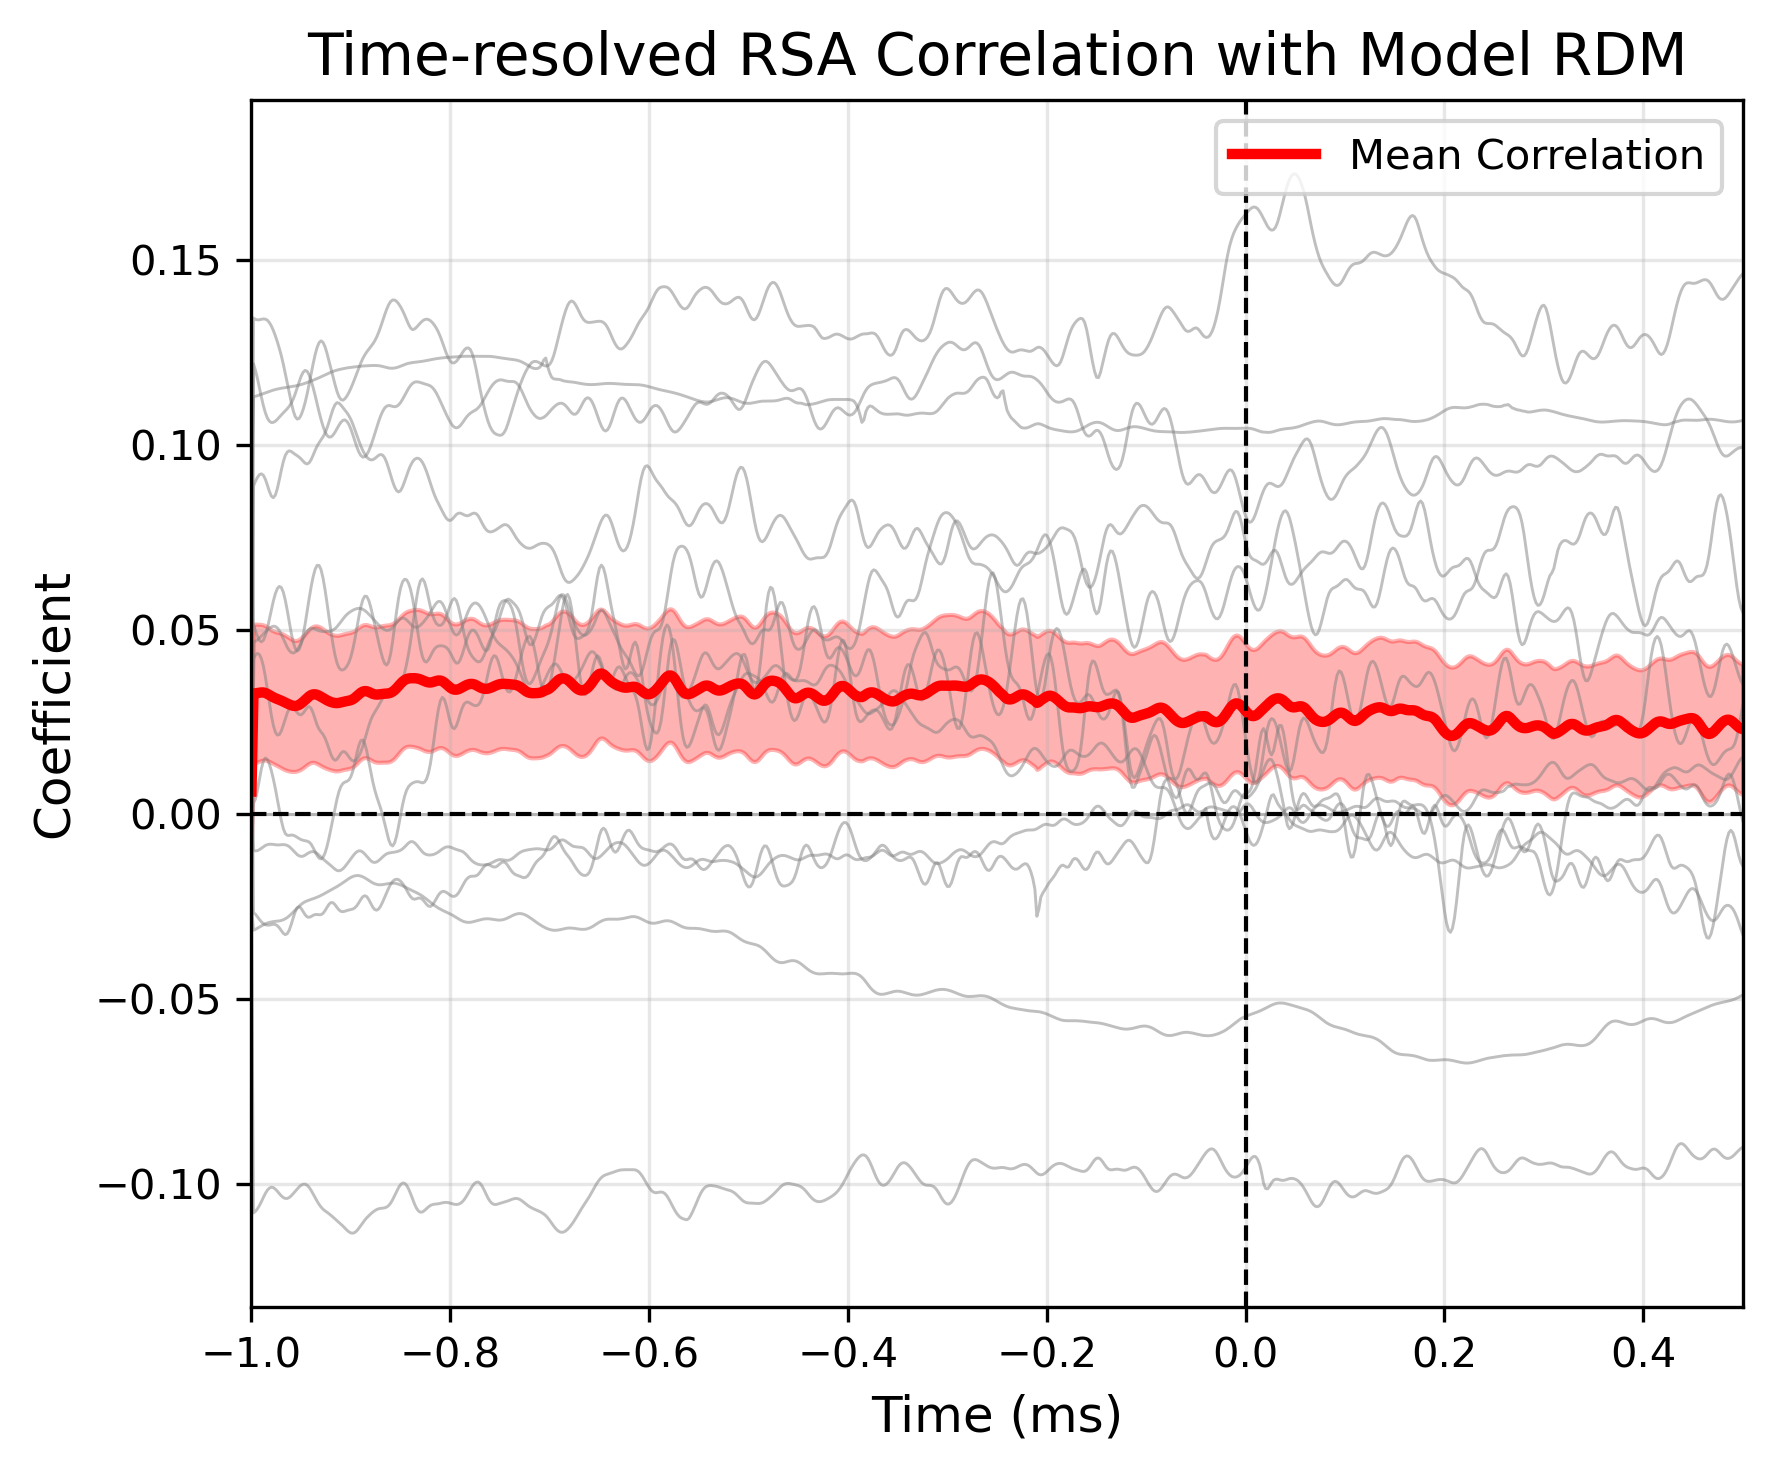 Time-resolved RSA Correlation with Model RDM
Mean Correlation
Coefficient
0.15
0.10
0.05
0.00
−0.05
−0.10
−1.0 −0.8 −0.6 −0.4 −0.2 0.0 0.2 0.4
Time (ms)